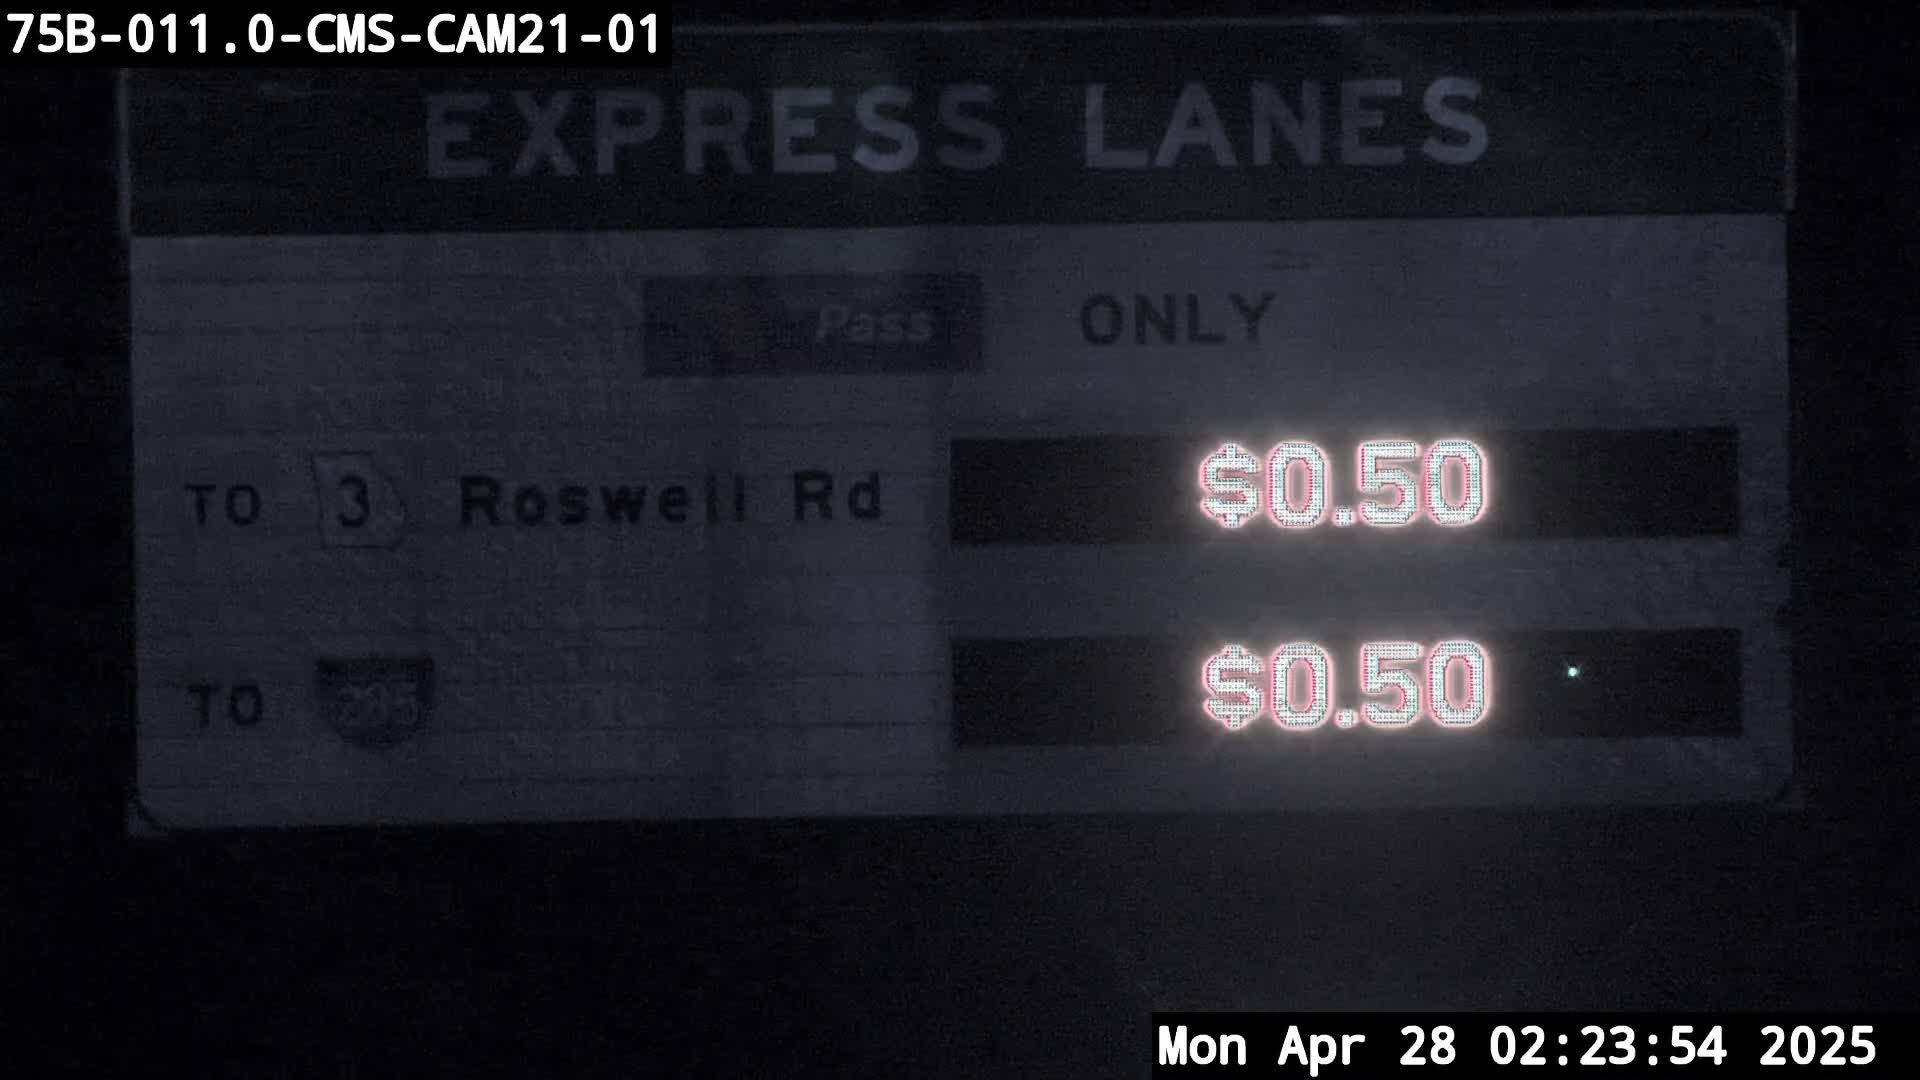 75B-011.0-CMS-CAM21-01
EXPRESS LANES
Pass ONLY
TO 3 Roswell Rd $0.50
TO 285 $0.50
Mon Apr 28 02:23:54 2025